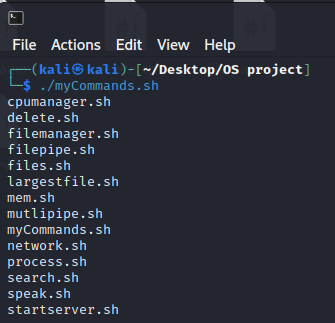 File Actions Edit View Help
┌──(kali㉿kali)-[~/Desktop/OS project]
└─$ ./myCommands.sh
cpumanager.sh
delete.sh
filemanager.sh
filepipe.sh
files.sh
largestfile.sh
mem.sh
mutlipipe.sh
myCommands.sh
network.sh
process.sh
search.sh
speak.sh
startserver.sh